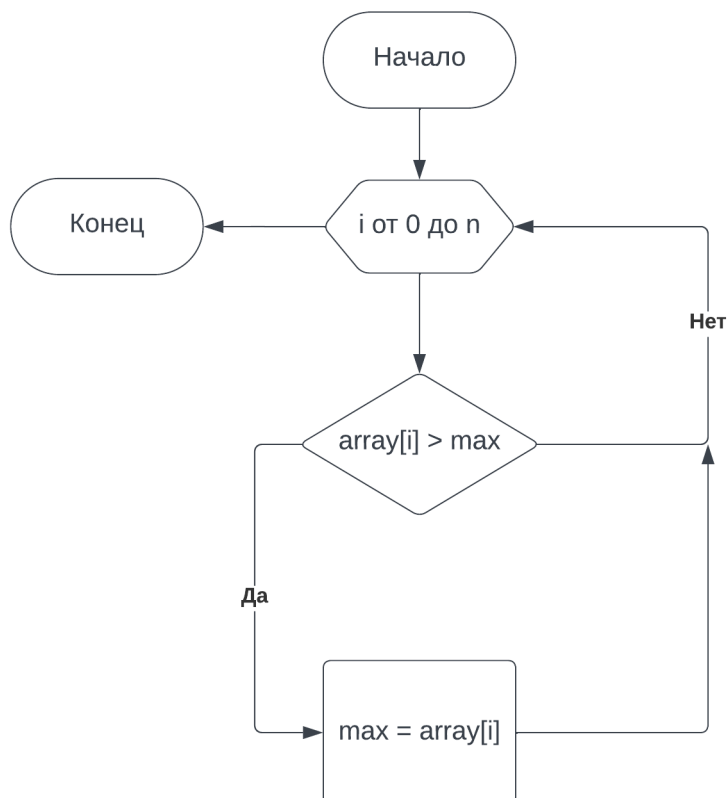 Начало
Конец
i от 0 до n
Нет
array[i] > max
Да
max = array[i]